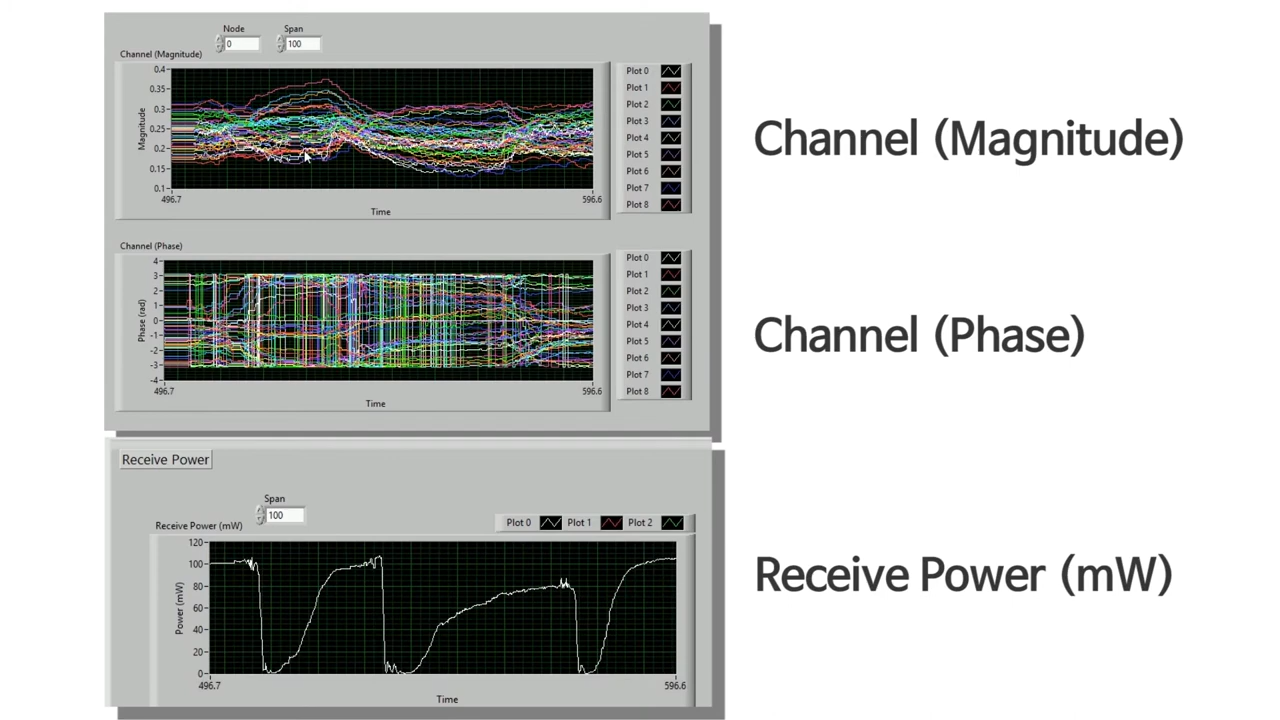 Node Span
0 100
Channel (Magnitude)
0.4
0.3
0.25
0.2
0.15
0.1
Magnitude
496.7 596.6
Time
Plot 0
Plot 1
Plot 2
Plot 3
Plot 4
Plot 5
Plot 6
Plot 7
Plot 8
Channel (Magnitude)
Channel (Phase)
4
3
2
1
0
-1
-2
-3
-4
Phase (rad)
496.7 596.6
Time
Plot 0
Plot 1
Plot 2
Plot 3
Plot 4
Plot 5
Plot 6
Plot 7
Plot 8
Channel (Phase)
Receive Power
Span
100
Receive Power (mW)
Plot 0 Plot 1 Plot 2
120
100
80
60
40
20
0
Power (mW)
496.7 596.6
Time
Receive Power (mW)